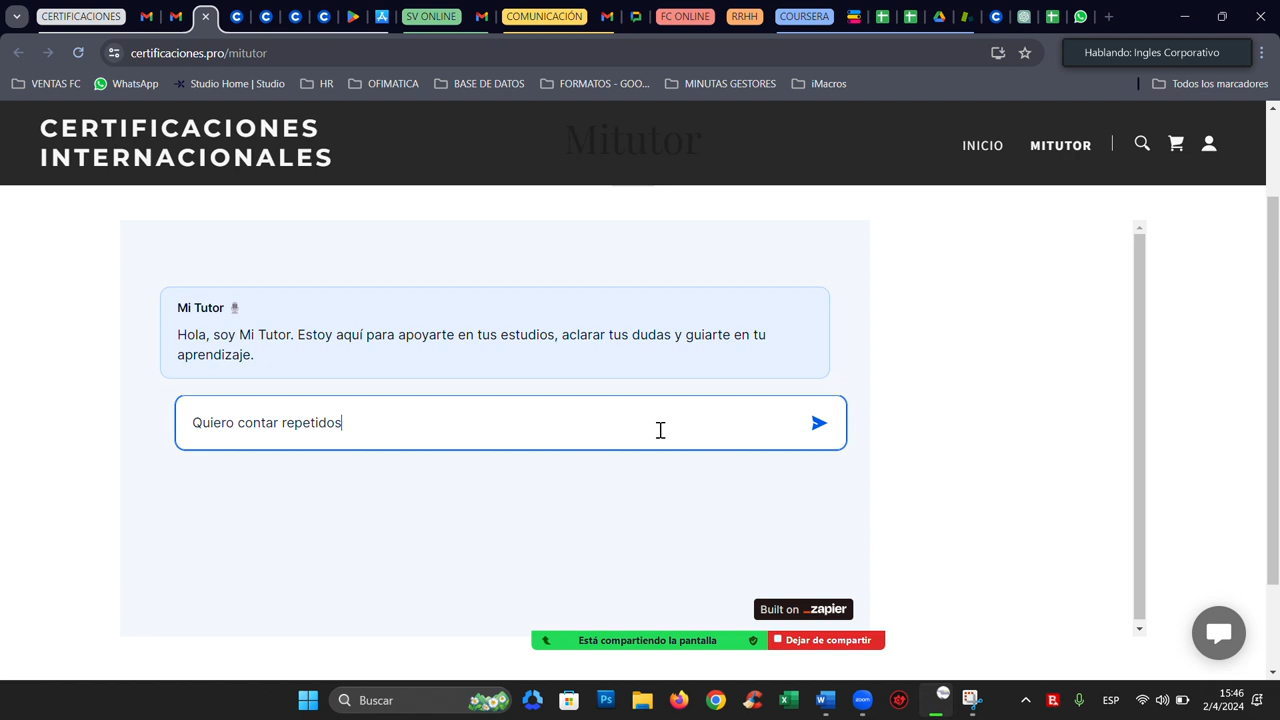 CERTIFICACIONES
SV ONLINE
COMUNICACIÓN
FC ONLINE
RRHH
COURSERA
certificaciones.pro/mitutor
Hablando: Ingles Corporativo
VENTAS FC
WhatsApp
Studio Home | Studio
HR
OFIMATICA
BASE DE DATOS
FORMATOS - GOO...
MINUTAS GESTORES
iMacros
Todos los marcadores
CERTIFICACIONES
INTERNACIONALES
Mitutor
INICIO
MITUTOR
Mi Tutor
Hola, soy Mi Tutor. Estoy aquí para apoyarte en tus estudios, aclarar tus dudas y guiarte en tu
aprendizaje.
Quiero contar repetidos
Built on _zapier
Está compartiendo la pantalla
Dejar de compartir
Buscar
ESP
15:46
2/4/2024